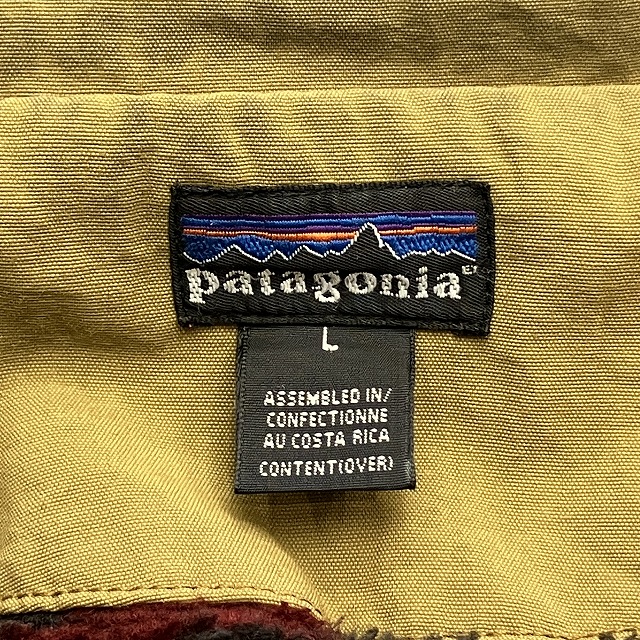 patagonia
L
ASSEMBLED IN/
CONFECTIONNE
AU COSTA RICA
CONTENT(OVER)